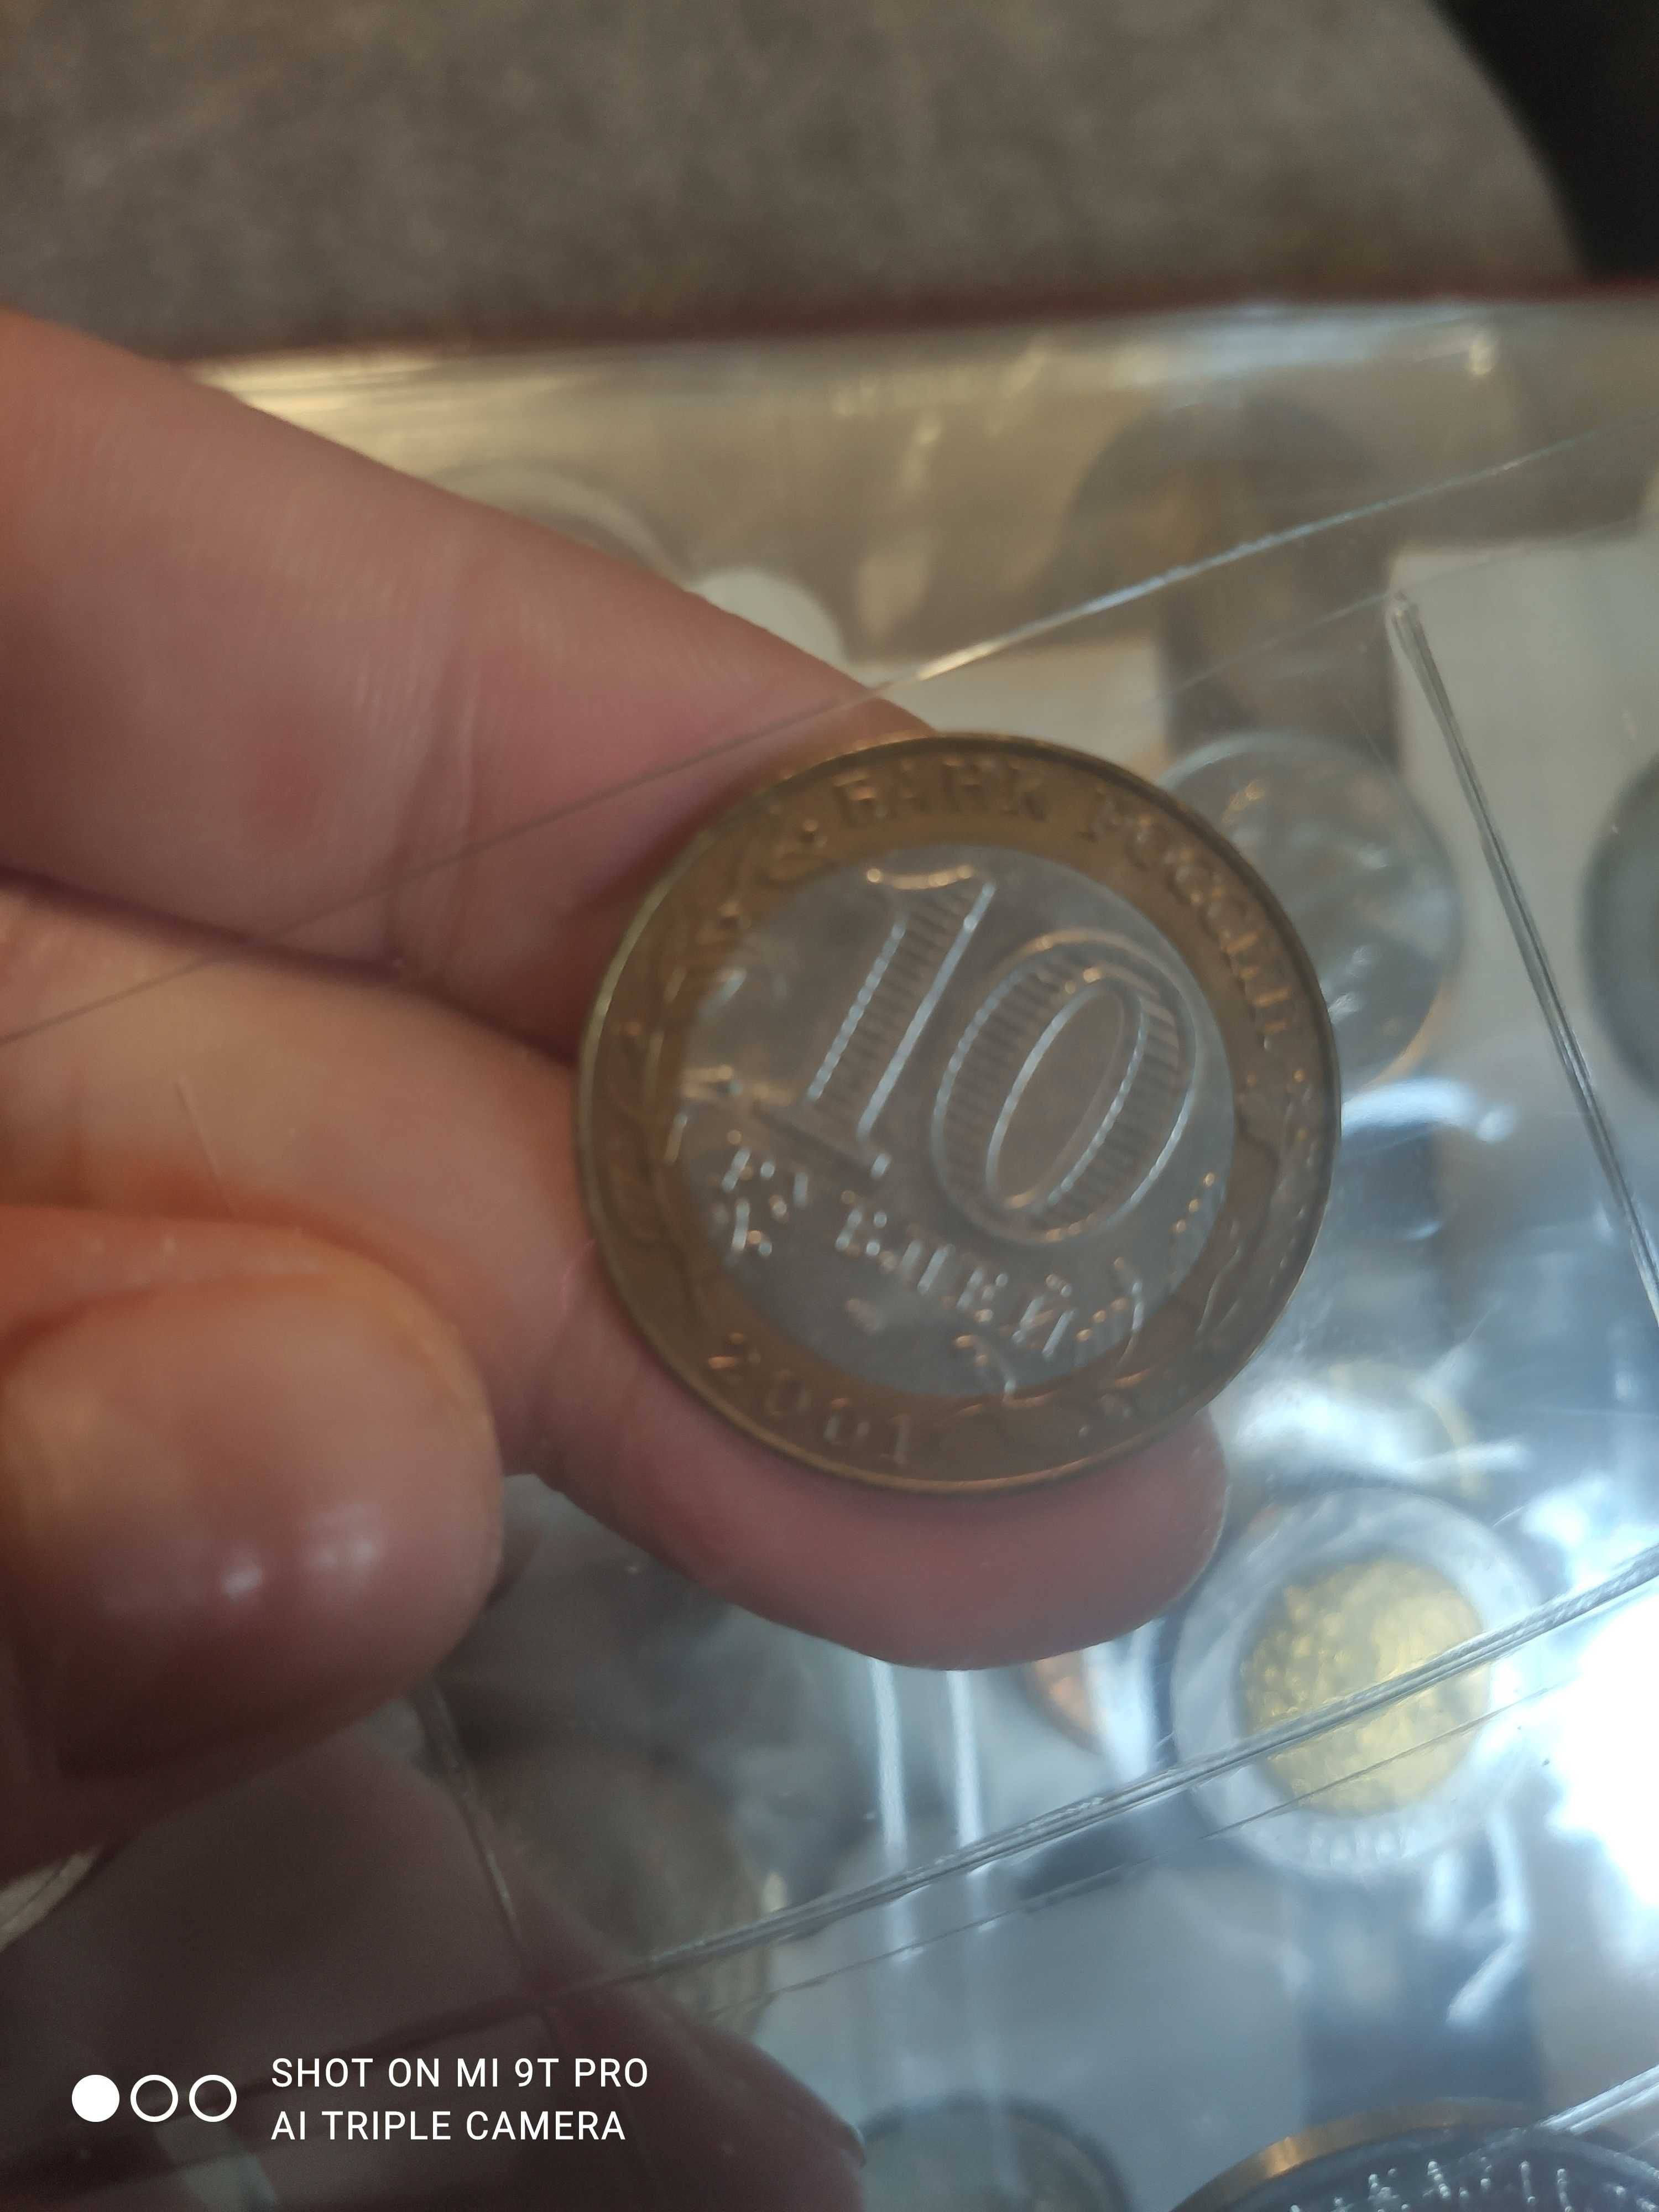 БАНК РОССИИ
10
РУБЛЕЙ
2001
SHOT ON MI 9T PRO
AI TRIPLE CAMERA